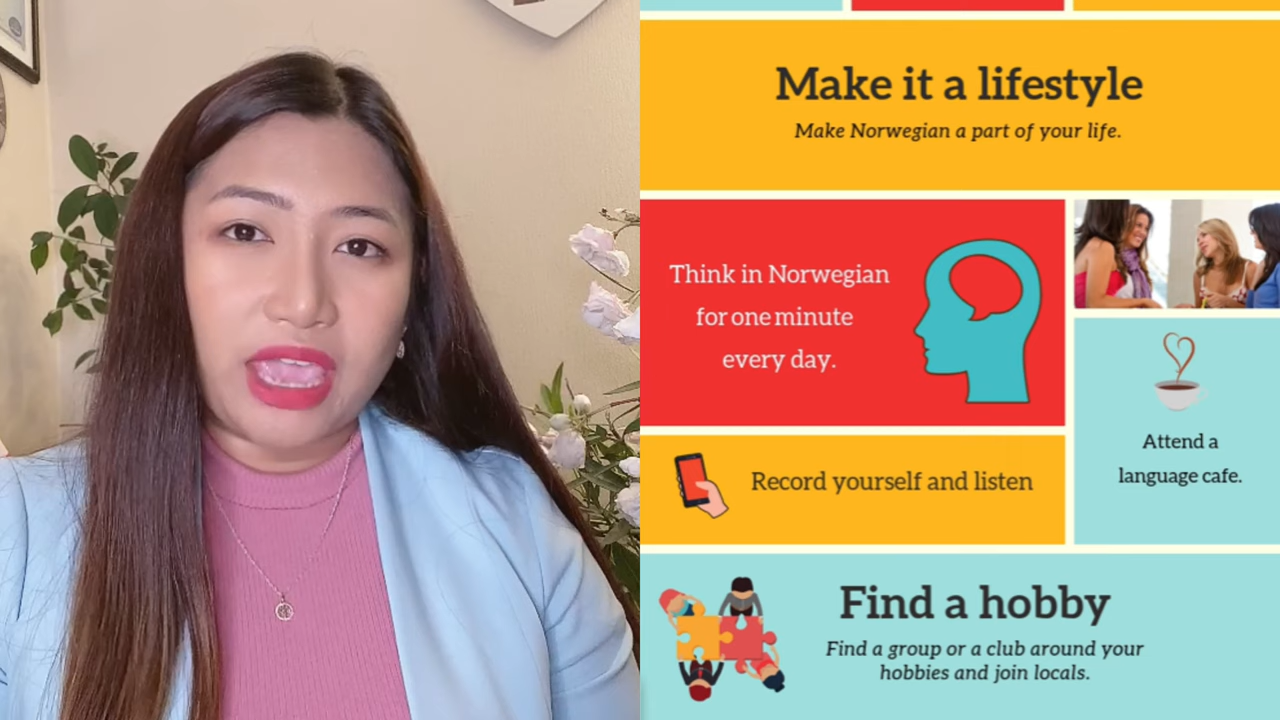 Make it a lifestyle
Make Norwegian a part of your life.
Think in Norwegian
for one minute
every day.
Attend a
language cafe.
Record yourself and listen
Find a hobby
Find a group or a club around your
hobbies and join locals.